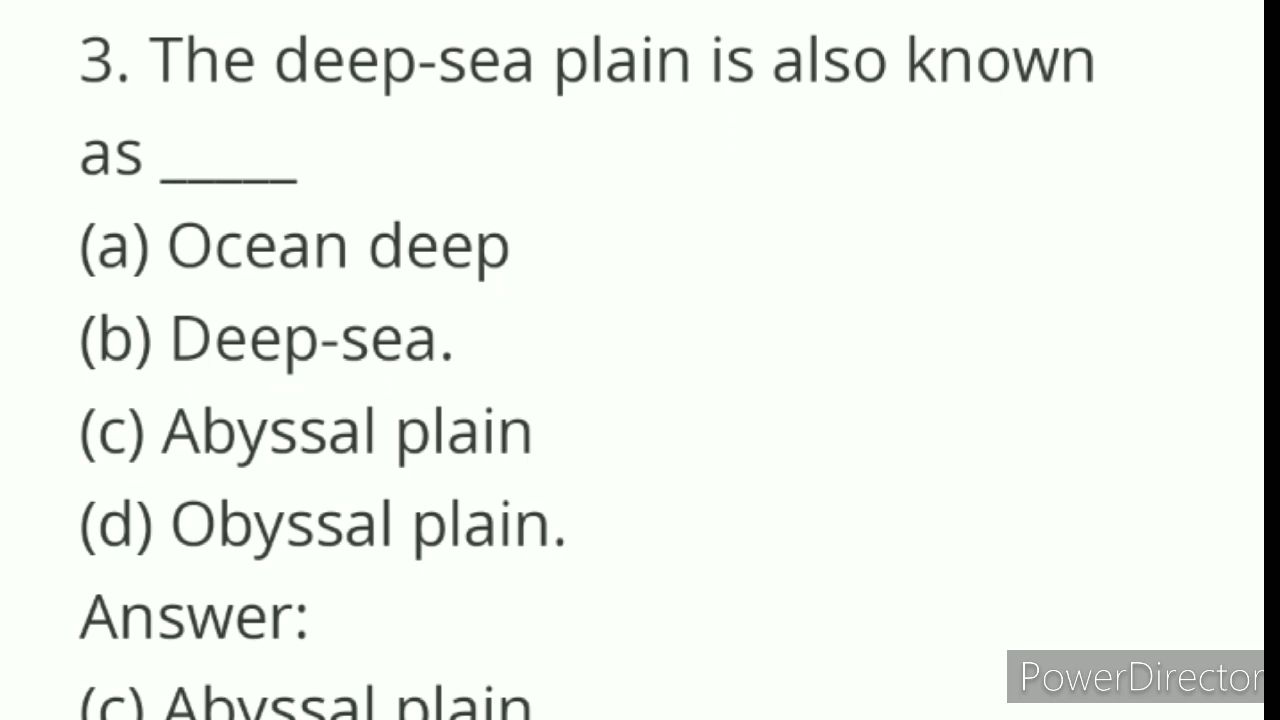 3. The deep-sea plain is also known
as _____
(a) Ocean deep
(b) Deep-sea.
(c) Abyssal plain
(d) Obyssal plain.
Answer:
(c) Abyssal plain
PowerDirector